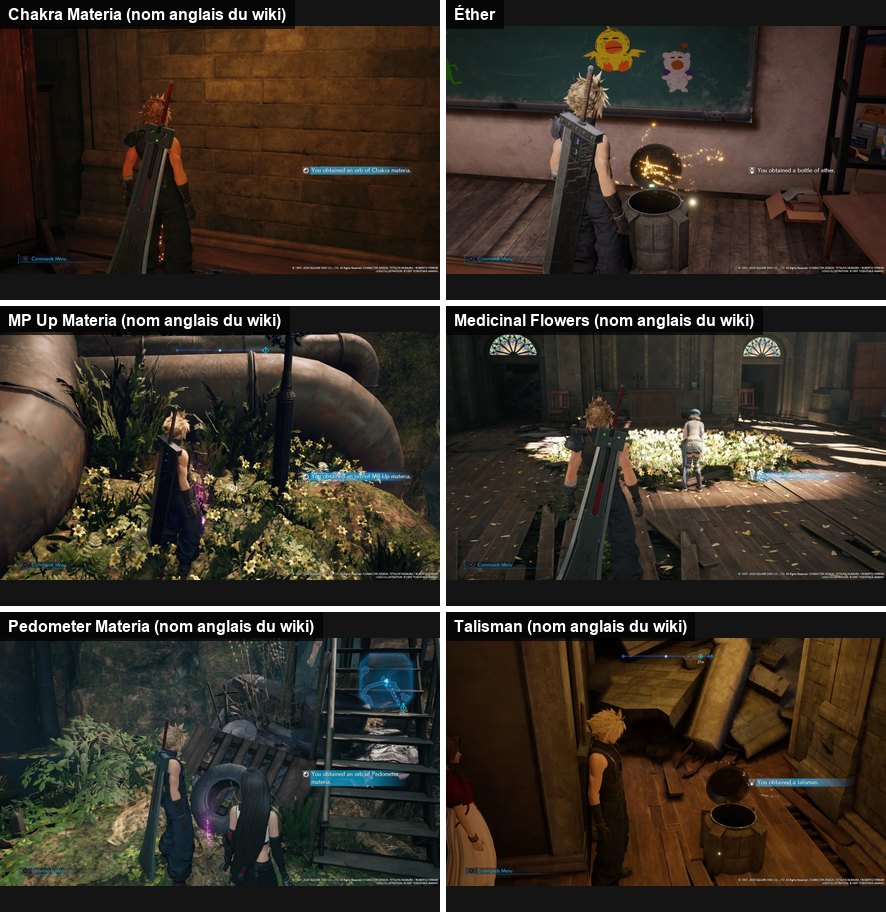 Chakra Materia (nom anglais du wiki)
Éther
You obtained an orb of Chakra materia.
You obtained a bottle of ether.
Commands Menu
Commands Menu
MP Up Materia (nom anglais du wiki)
Medicinal Flowers (nom anglais du wiki)
You obtained an orb of MP Up materia.
Commands Menu
Commands Menu
Pedometer Materia (nom anglais du wiki)
Talisman (nom anglais du wiki)
You obtained an orb of Pedometer
materia.
You obtained a talisman.
Commands Menu
Commands Menu